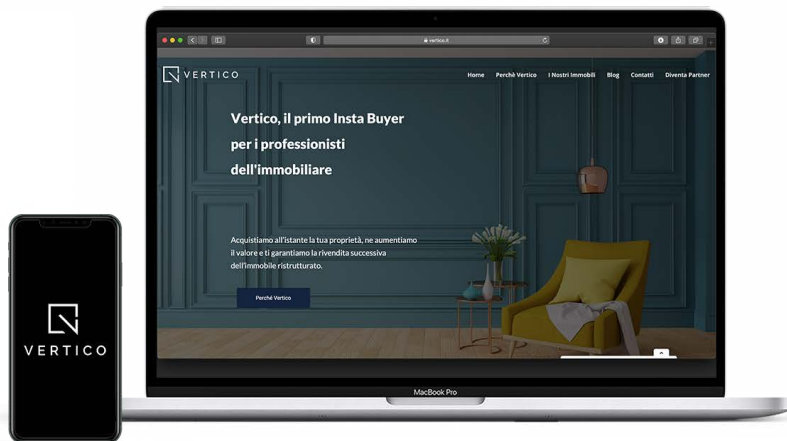 vertico.it
VERTICO
Home Perchè Vertico I Nostri Immobili Blog Contatti Diventa Partner
Vertico, il primo Insta Buyer
per i professionisti
dell'immobiliare
Acquistiamo all'istante la tua proprietà, ne aumentiamo
il valore e ti garantiamo la rivendita successiva
dell'immobile ristrutturato.
Perché Vertico
MacBook Pro
VERTICO